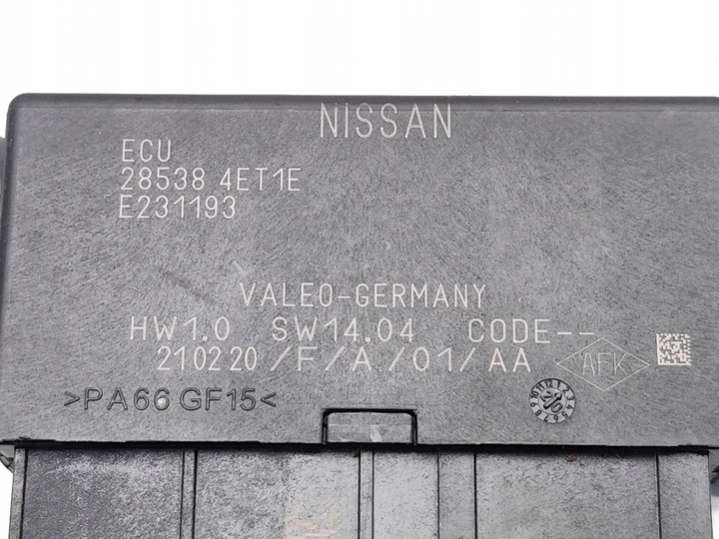 NISSAN
ECU
28538 4ET1E
E231193
VALEO-GERMANY
HW1.0 SW14.04 CODE--
210220/F/A/01/AA
AFK
>PA66 GF15<